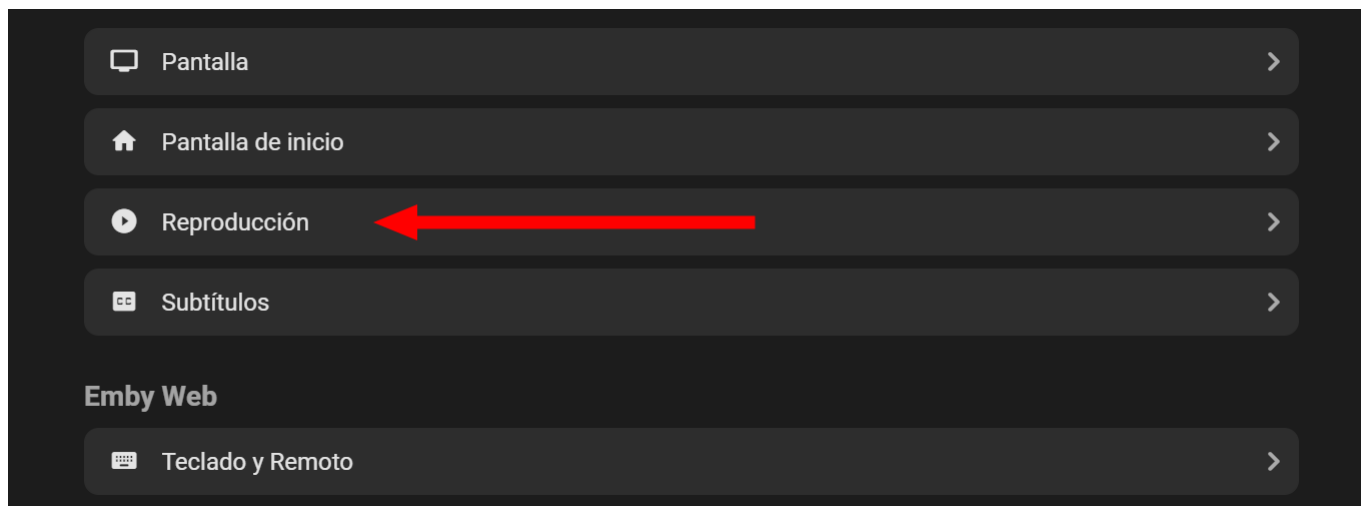 Pantalla
Pantalla de inicio
Reproducción
Subtítulos
Emby Web
Teclado y Remoto